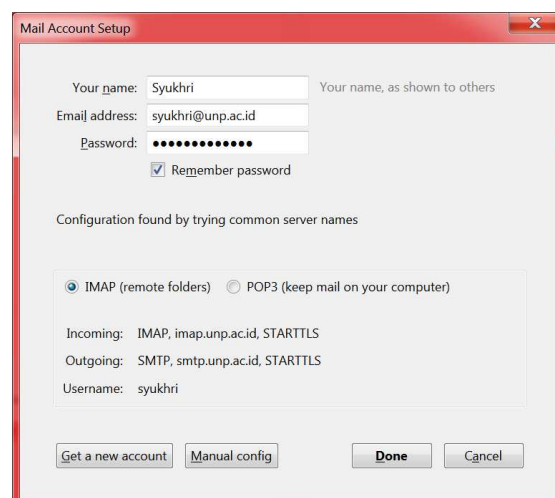 Mail Account Setup
Your name: Syukhri Your name, as shown to others
Email address: syukhri@unp.ac.id
Password: •••••••••••••
Remember password
Configuration found by trying common server names
IMAP (remote folders) POP3 (keep mail on your computer)
Incoming: IMAP, imap.unp.ac.id, STARTTLS
Outgoing: SMTP, smtp.unp.ac.id, STARTTLS
Username: syukhri
Get a new account Manual config Done Cancel